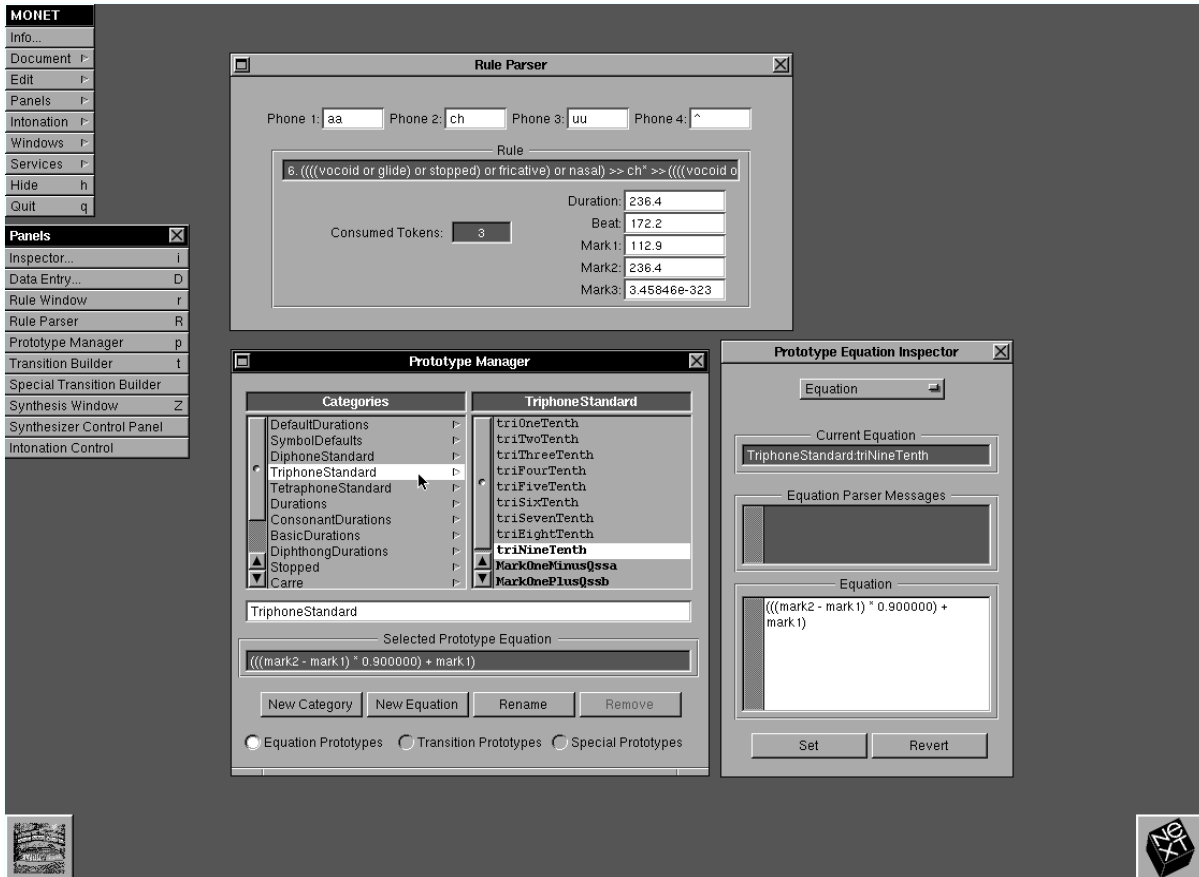 MONET
Info...
Document
Edit
Panels
Intonation
Windows
Services
Hide h
Quit q
Panels
Inspector... i
Data Entry... D
Rule Window r
Rule Parser R
Prototype Manager p
Transition Builder t
Special Transition Builder
Synthesis Window Z
Synthesizer Control Panel
Intonation Control
Rule Parser
Phone 1: aa Phone 2: ch Phone 3: uu Phone 4: ^
Rule
6. ((((vocoid or glide) or stopped) or fricative) or nasal) >> ch* >> ((((vocoid o
Duration: 236.4
Beat: 172.2
Consumed Tokens: 3
Mark1: 112.9
Mark2: 236.4
Mark3: 3.45846e-323
Prototype Manager
Categories
DefaultDurations
SymbolDefaults
DiphoneStandard
TriphoneStandard
TetraphoneStandard
Durations
ConsonantDurations
BasicDurations
DiphthongDurations
Stopped
Carre
TriphoneStandard
triOneTenth
triTwoTenth
triThreeTenth
triFourTenth
triFiveTenth
triSixTenth
triSevenTenth
triEightTenth
triNineTenth
MarkOneMinusQssa
MarkOnePlusQssb
TriphoneStandard
Selected Prototype Equation
(((mark2 - mark1) * 0.900000) + mark1)
New Category New Equation Rename Remove
Equation Prototypes Transition Prototypes Special Prototypes
Prototype Equation Inspector
Equation
Current Equation
TriphoneStandard:triNineTenth
Equation Parser Messages
Equation
(((mark2 - mark1) * 0.900000) +
mark1)
Set Revert
NeXT